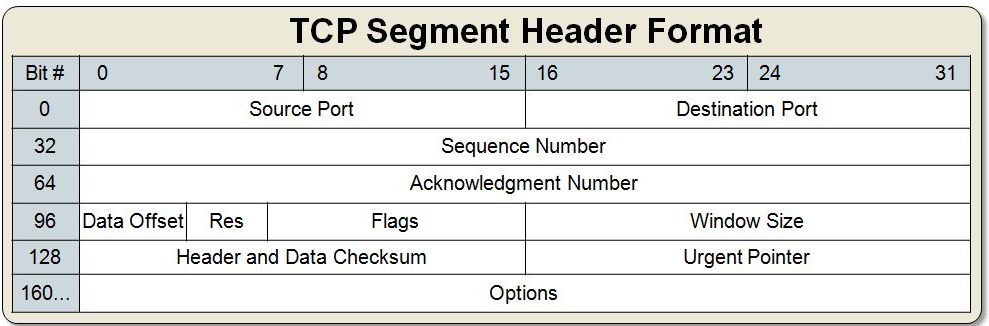 TCP Segment Header Format
Bit # 0 7 8 15 16 23 24 31
0 Source Port Destination Port
32 Sequence Number
64 Acknowledgment Number
96 Data Offset Res Flags Window Size
128 Header and Data Checksum Urgent Pointer
160... Options